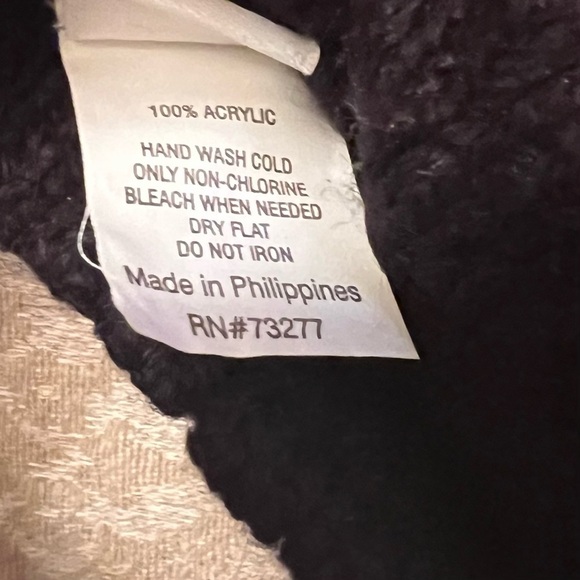 100% ACRYLIC
HAND WASH COLD
ONLY NON-CHLORINE
BLEACH WHEN NEEDED
DRY FLAT
DO NOT IRON
Made in Philippines
RN#73277